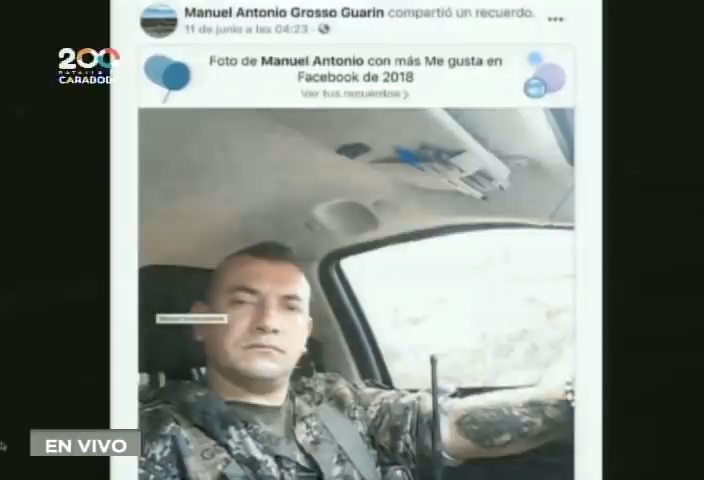 Manuel Antonio Grosso Guarin compartió un recuerdo.
11 de junio a las 04:23
200
BATALLA
CARABOBO
Foto de Manuel Antonio con más Me gusta en
Facebook de 2018
Ver tus recuerdos
EN VIVO